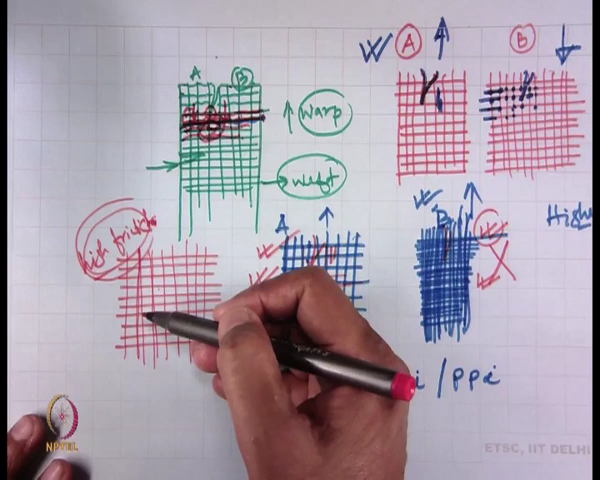 W A B
A B
warp
weft
High
high friction
A B
i / ppi
NPTEL
ETSC, IIT DELHI